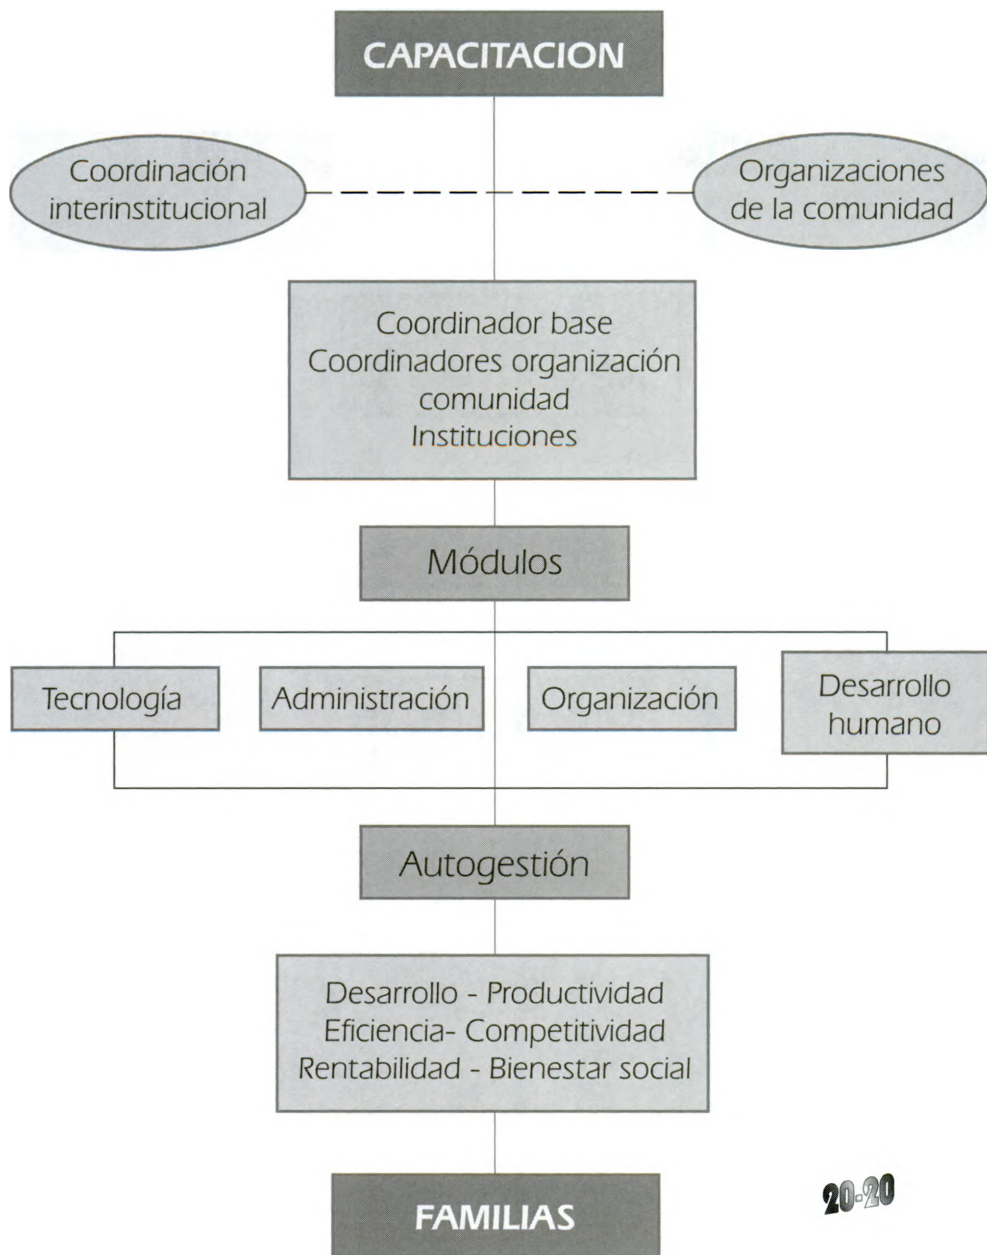 CAPACITACION
Coordinación
interinstitucional
Organizaciones
de la comunidad
Coordinador base
Coordinadores organización
comunidad
Instituciones
Módulos
Tecnología
Administración
Organización
Desarrollo
humano
Autogestión
Desarrollo - Productividad
Eficiencia- Competitividad
Rentabilidad - Bienestar social
FAMILIAS
20-20